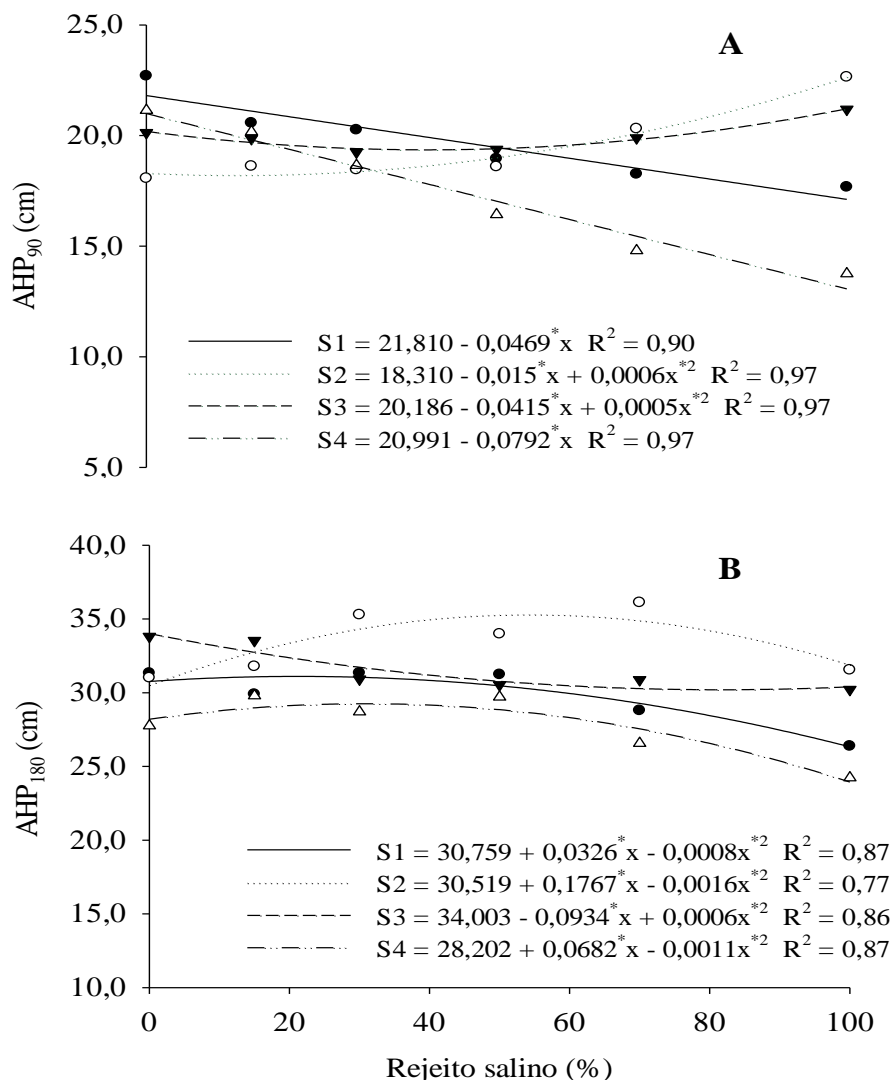 25,0
A
20,0
15,0
10,0
5,0
AHP90 (cm)
S1 = 21,810 - 0,0469*x R2 = 0,90
S2 = 18,310 - 0,015*x + 0,0006x*2 R2 = 0,97
S3 = 20,186 - 0,0415*x + 0,0005x*2 R2 = 0,97
S4 = 20,991 - 0,0792*x R2 = 0,97
40,0
B
35,0
30,0
25,0
20,0
15,0
10,0
AHP180 (cm)
S1 = 30,759 + 0,0326*x - 0,0008x*2 R2 = 0,87
S2 = 30,519 + 0,1767*x - 0,0016x*2 R2 = 0,77
S3 = 34,003 - 0,0934*x + 0,0006x*2 R2 = 0,86
S4 = 28,202 + 0,0682*x - 0,0011x*2 R2 = 0,87
0 20 40 60 80 100
Rejeito salino (%)